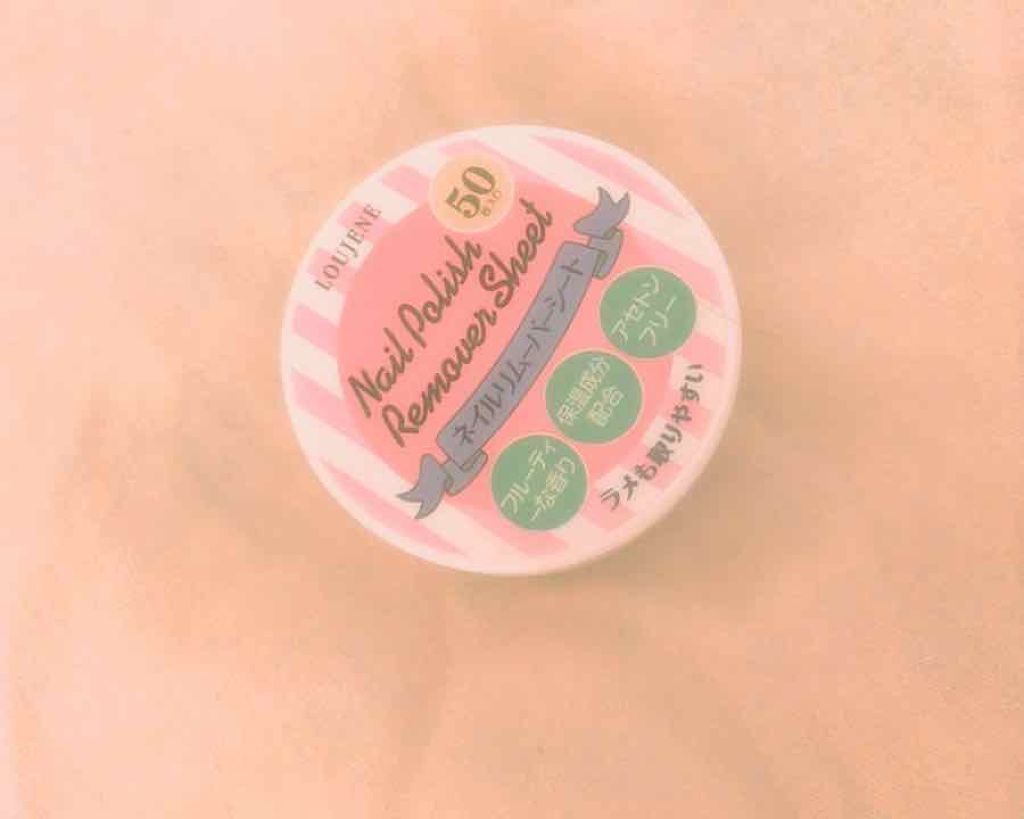 LOUJENE
50
Nail Polish
Remover Sheet
ネイルリムーバーシート
アセトン
フリー
保湿成分
配合
フルーティ
ーな香り
ラメも取りやすい